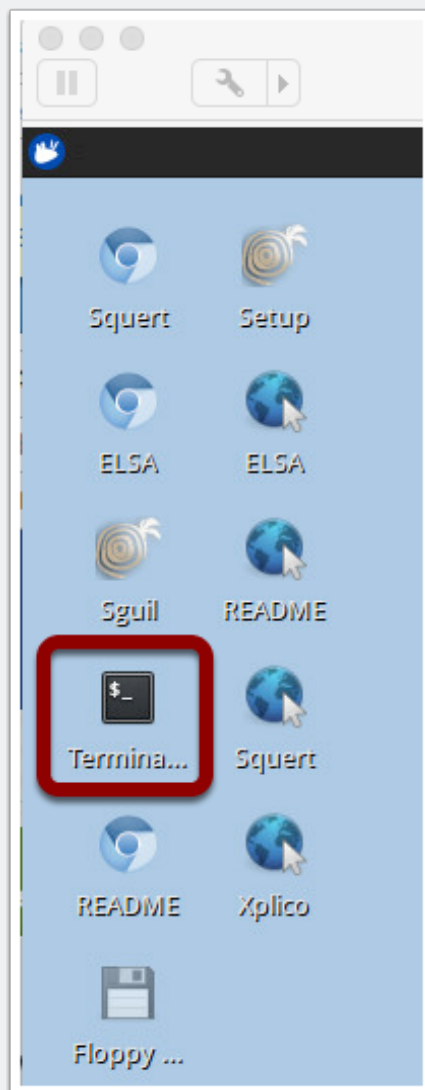 Squert Setup
ELSA ELSA
Sguil README
$_
Termina... Squert
README Xplico
Floppy ...